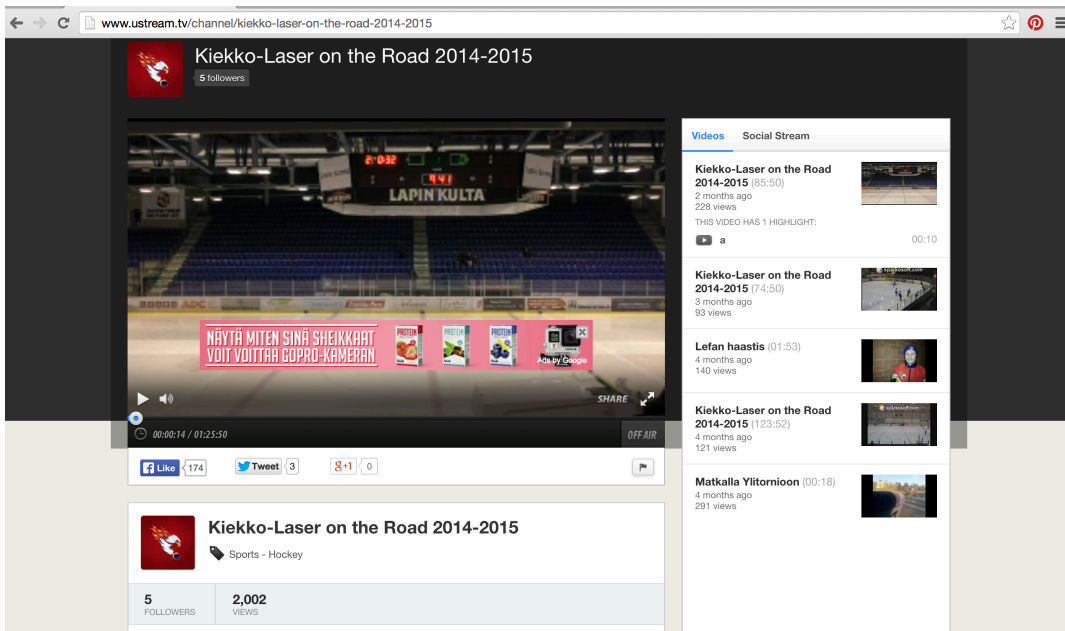 www.ustream.tv/channel/kiekko-laser-on-the-road-2014-2015
Kiekko-Laser on the Road 2014-2015
5 followers
LAPIN KULTA
NÄYTÄ MITEN SINÄ SHEIKKAAT
VOIT VOITTAA GOPRO-KAMERAN
PROTEIN
PROTEIN
PROTEIN
Ads by Google
SHARE
00:00:14 / 01:25:50
OFF AIR
Like 174
Tweet 3
g+1 0
Kiekko-Laser on the Road 2014-2015
Sports - Hockey
5
FOLLOWERS
2,002
VIEWS
Videos Social Stream
Kiekko-Laser on the Road
2014-2015 (85:50)
2 months ago
228 views
THIS VIDEO HAS 1 HIGHLIGHT:
a 00:10
Kiekko-Laser on the Road
2014-2015 (74:50)
3 months ago
93 views
Lefan haastis (01:53)
4 months ago
140 views
Kiekko-Laser on the Road
2014-2015 (123:52)
4 months ago
121 views
Matkalla Ylitornioon (00:18)
4 months ago
291 views